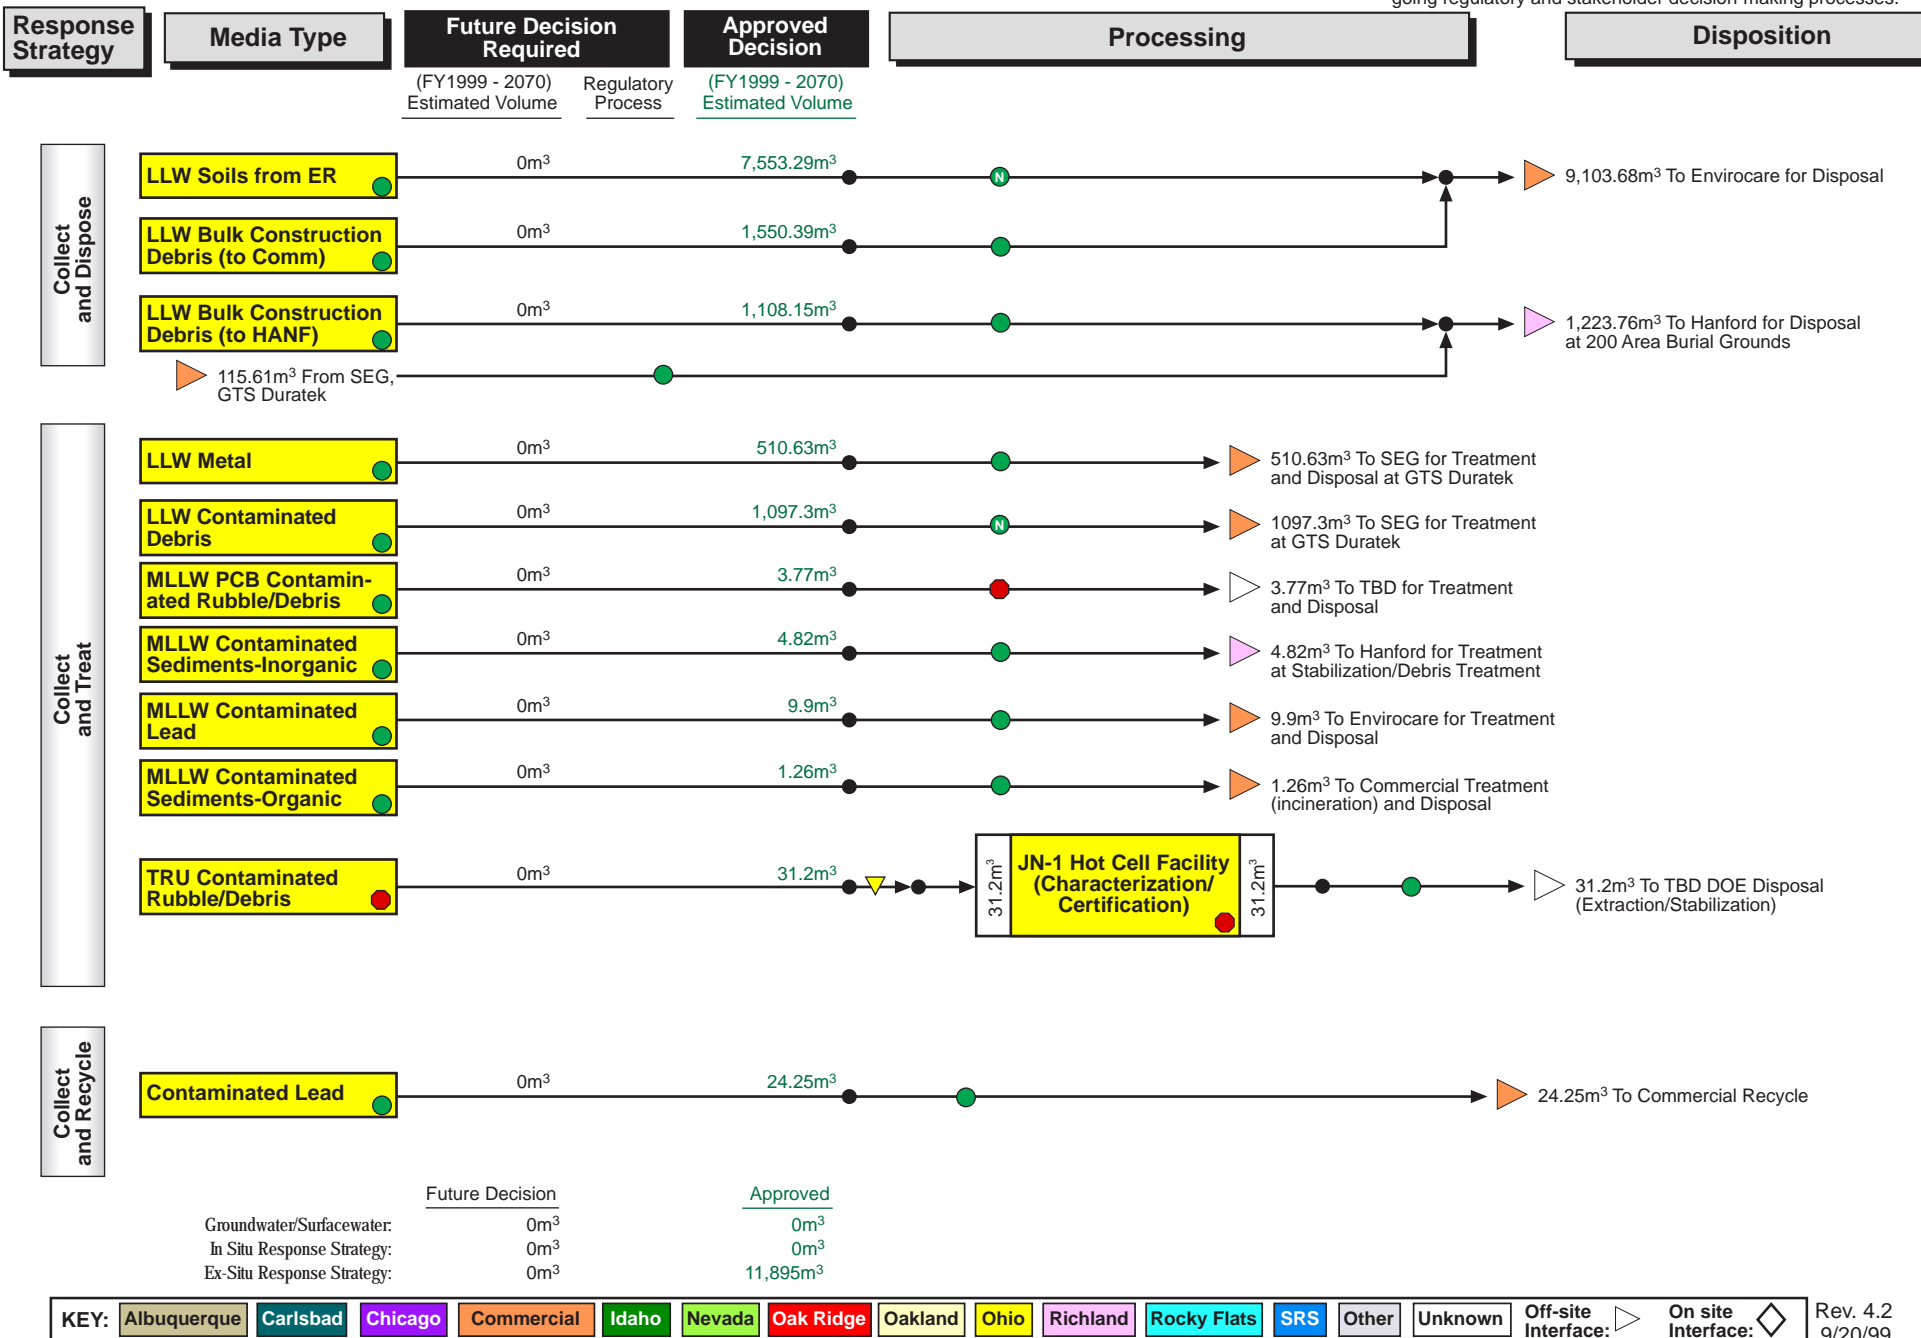 going regulatory and stakeholder decision making processes.
Response Strategy
Media Type
Future Decision Required
Approved Decision
Processing
Disposition
(FY1999 - 2070) Estimated Volume
Regulatory Process
(FY1999 - 2070) Estimated Volume
Collect and Dispose
LLW Soils from ER
0m³
7,553.29m³
N
9,103.68m³ To Envirocare for Disposal
LLW Bulk Construction
Debris (to Comm)
0m³
1,550.39m³
LLW Bulk Construction
Debris (to HANF)
0m³
1,108.15m³
1,223.76m³ To Hanford for Disposal
at 200 Area Burial Grounds
115.61m³ From SEG,
GTS Duratek
Collect and Treat
LLW Metal
0m³
510.63m³
510.63m³ To SEG for Treatment
and Disposal at GTS Duratek
LLW Contaminated
Debris
0m³
1,097.3m³
N
1097.3m³ To SEG for Treatment
at GTS Duratek
MLLW PCB Contamin-
ated Rubble/Debris
0m³
3.77m³
3.77m³ To TBD for Treatment
and Disposal
MLLW Contaminated
Sediments-Inorganic
0m³
4.82m³
4.82m³ To Hanford for Treatment
at Stabilization/Debris Treatment
MLLW Contaminated
Lead
0m³
9.9m³
9.9m³ To Envirocare for Treatment
and Disposal
MLLW Contaminated
Sediments-Organic
0m³
1.26m³
1.26m³ To Commercial Treatment
(incineration) and Disposal
TRU Contaminated
Rubble/Debris
0m³
31.2m³
31.2m³
JN-1 Hot Cell Facility
(Characterization/
Certification)
31.2m³
31.2m³ To TBD DOE Disposal
(Extraction/Stabilization)
Collect and Recycle
Contaminated Lead
0m³
24.25m³
24.25m³ To Commercial Recycle
Future Decision
Approved
Groundwater/Surfacewater: 0m³ 0m³
In Situ Response Strategy: 0m³ 0m³
Ex-Situ Response Strategy: 0m³ 11,895m³
KEY: Albuquerque Carlsbad Chicago Commercial Idaho Nevada Oak Ridge Oakland Ohio Richland Rocky Flats SRS Other Unknown
Off-site
Interface:
On site
Interface:
Rev. 4.2
9/20/99